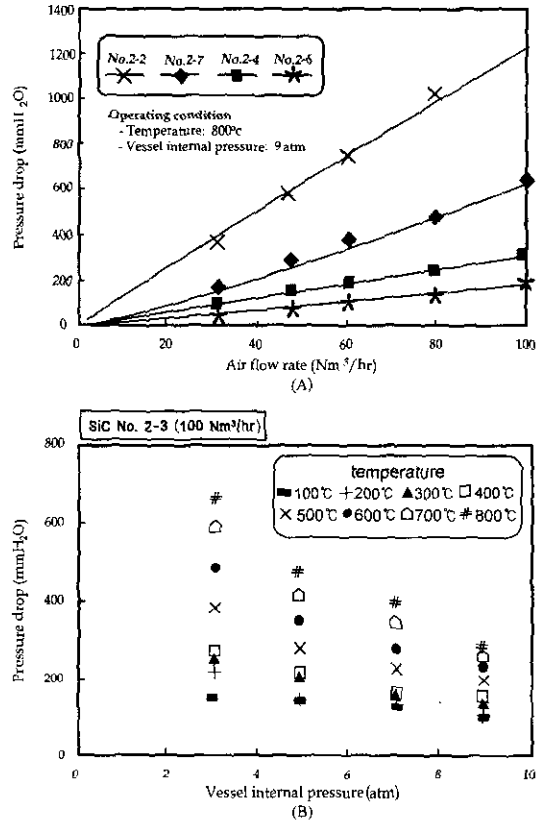 1400
1200
1000
800
600
400
200
0
Pressure drop (mmH2O)
No.2-2 No.2-7 No.2-4 No.2-6
Operating condition
- Temperature: 800°c
- Vessel internal pressure: 9 atm
0 20 40 60 80 100
Air flow rate (Nm³/hr)
(A)
SiC No. 2-3 (100 Nm³/hr)
800
600
400
200
0
Pressure drop (mmH₂O)
temperature
100℃ 200℃ 300℃ 400℃
500℃ 600℃ 700℃ 800℃
0 2 4 6 8 10
Vessel internal pressure (atm)
(B)